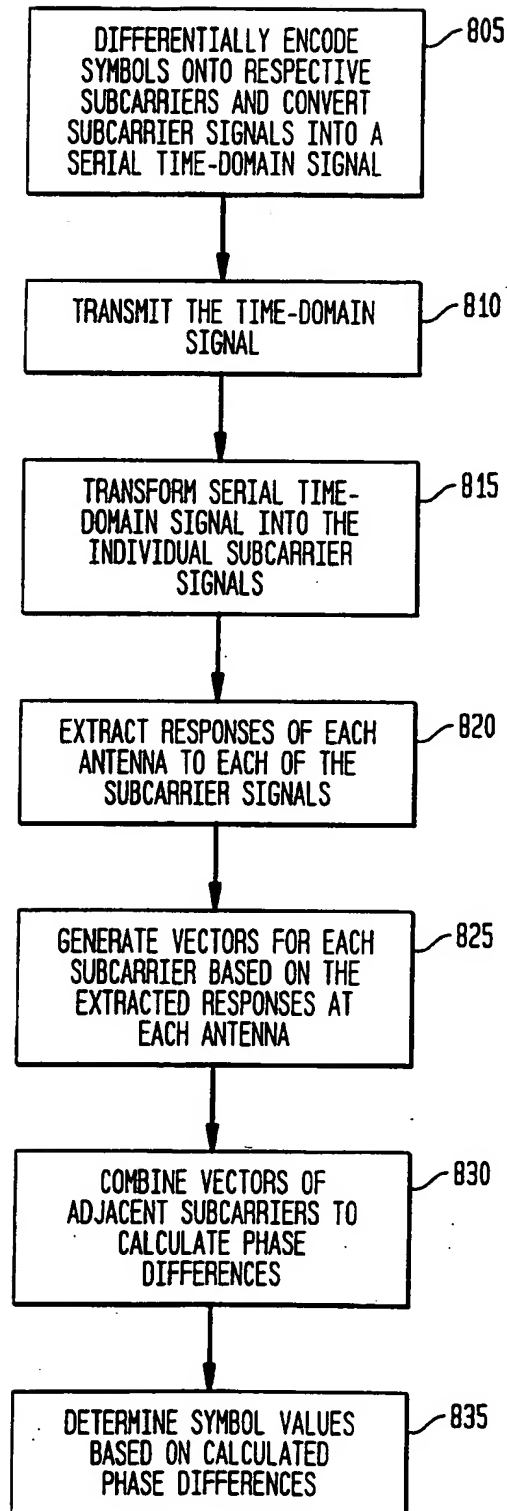 DIFFERENTIALLY ENCODE
SYMBOLS ONTO RESPECTIVE
SUBCARRIERS AND CONVERT
SUBCARRIER SIGNALS INTO A
SERIAL TIME-DOMAIN SIGNAL
805
TRANSMIT THE TIME-DOMAIN
SIGNAL
810
TRANSFORM SERIAL TIME-
DOMAIN SIGNAL INTO THE
INDIVIDUAL SUBCARRIER
SIGNALS
815
EXTRACT RESPONSES OF EACH
ANTENNA TO EACH OF THE
SUBCARRIER SIGNALS
820
GENERATE VECTORS FOR EACH
SUBCARRIER BASED ON THE
EXTRACTED RESPONSES AT
EACH ANTENNA
825
COMBINE VECTORS OF
ADJACENT SUBCARRIERS TO
CALCULATE PHASE
DIFFERENCES
830
DETERMINE SYMBOL VALUES
BASED ON CALCULATED
PHASE DIFFERENCES
835